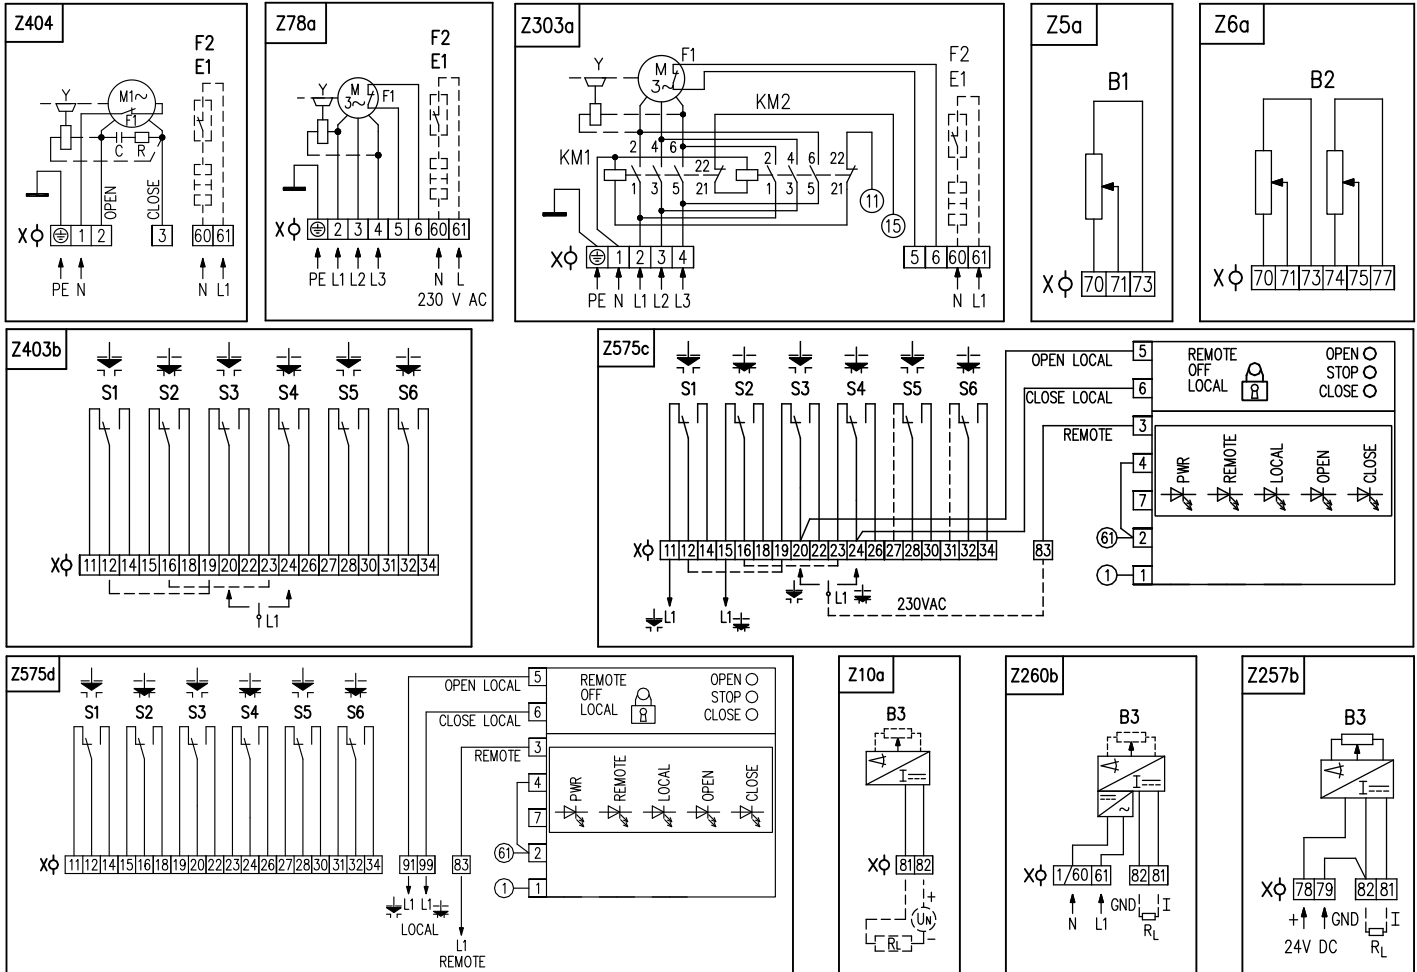 Z404
F2
E1
Y
M1~
F1
C R
OPEN
CLOSE
X 1 2 3 60 61
PE N N L1
Z78a
F2
E1
Y
M
3~
F1
X 2 3 4 5 6 60 61
PE L1 L2 L3 N L
230 V AC
Z303a
F2
E1
Y
M
3~
F1
KM2
KM1
2 4 6 22 2 4 6 22
1 3 5 21 1 3 5 21
11
15
X 1 2 3 4 5 6 60 61
PE N L1 L2 L3 N L1
Z5a
B1
X 70 71 73
Z6a
B2
X 70 71 73 74 75 77
Z403b
S1 S2 S3 S4 S5 S6
X 11 12 14 15 16 18 19 20 22 23 24 26 27 28 30 31 32 34
L1
Z575c
S1 S2 S3 S4 S5 S6
OPEN LOCAL 5
CLOSE LOCAL 6
REMOTE 3
4
7
61 2
1 1
REMOTE
OFF
LOCAL
OPEN
STOP
CLOSE
PWR
REMOTE
LOCAL
OPEN
CLOSE
X 11 12 14 15 16 18 19 20 22 23 24 26 27 28 30 31 32 34 83
L1 L1 L1
230VAC
Z575d
S1 S2 S3 S4 S5 S6
OPEN LOCAL 5
CLOSE LOCAL 6
REMOTE 3
4
7
61 2
1 1
REMOTE
OFF
LOCAL
OPEN
STOP
CLOSE
PWR
REMOTE
LOCAL
OPEN
CLOSE
X 11 12 14 15 16 18 19 20 22 23 24 26 27 28 30 31 32 34 91 99 83
L1 L1
LOCAL
L1
REMOTE
Z10a
B3
I
X 81 82
+
UN
-
RL
Z260b
B3
I
~
X 1/60 61 82 81
N L1 GND I
RL
Z257b
B3
I
X 78 79 82 81
+ GND I
24V DC RL